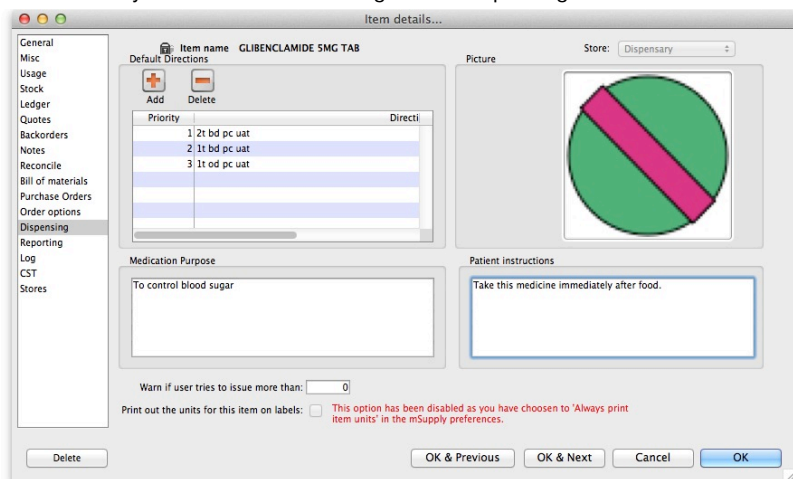 Item details...
General
Misc
Usage
Stock
Ledger
Quotes
Backorders
Notes
Reconcile
Bill of materials
Purchase Orders
Order options
Dispensing
Reporting
Log
CST
Stores
Item name GLIBENCLAMIDE 5MG TAB
Store: Dispensary
Default Directions
Add Delete
Priority Directi
1 2t bd pc uat
2 1t bd pc uat
3 1t od pc uat
Picture
Medication Purpose
To control blood sugar
Patient instructions
Take this medicine immediately after food.
Warn if user tries to issue more than: 0
Print out the units for this item on labels:
This option has been disabled as you have choosen to 'Always print
item units' in the mSupply preferences.
Delete OK & Previous OK & Next Cancel OK